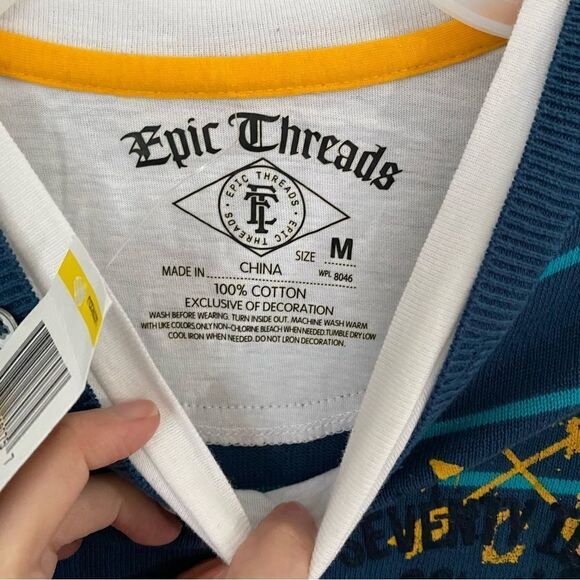 Epic Threads
EPIC THREADS · EPIC THREADS ·
SIZE M
MADE IN CHINA WPL 8046
100% COTTON
EXCLUSIVE OF DECORATION
WASH BEFORE WEARING. TURN INSIDE OUT. MACHINE WASH WARM
WITH LIKE COLORS.ONLY NON-CHLORINE BLEACH WHEN NEEDED.TUMBLE DRY LOW
COOL IRON WHEN NEEDED. DO NOT LRON DECORATION.
SEVENTY